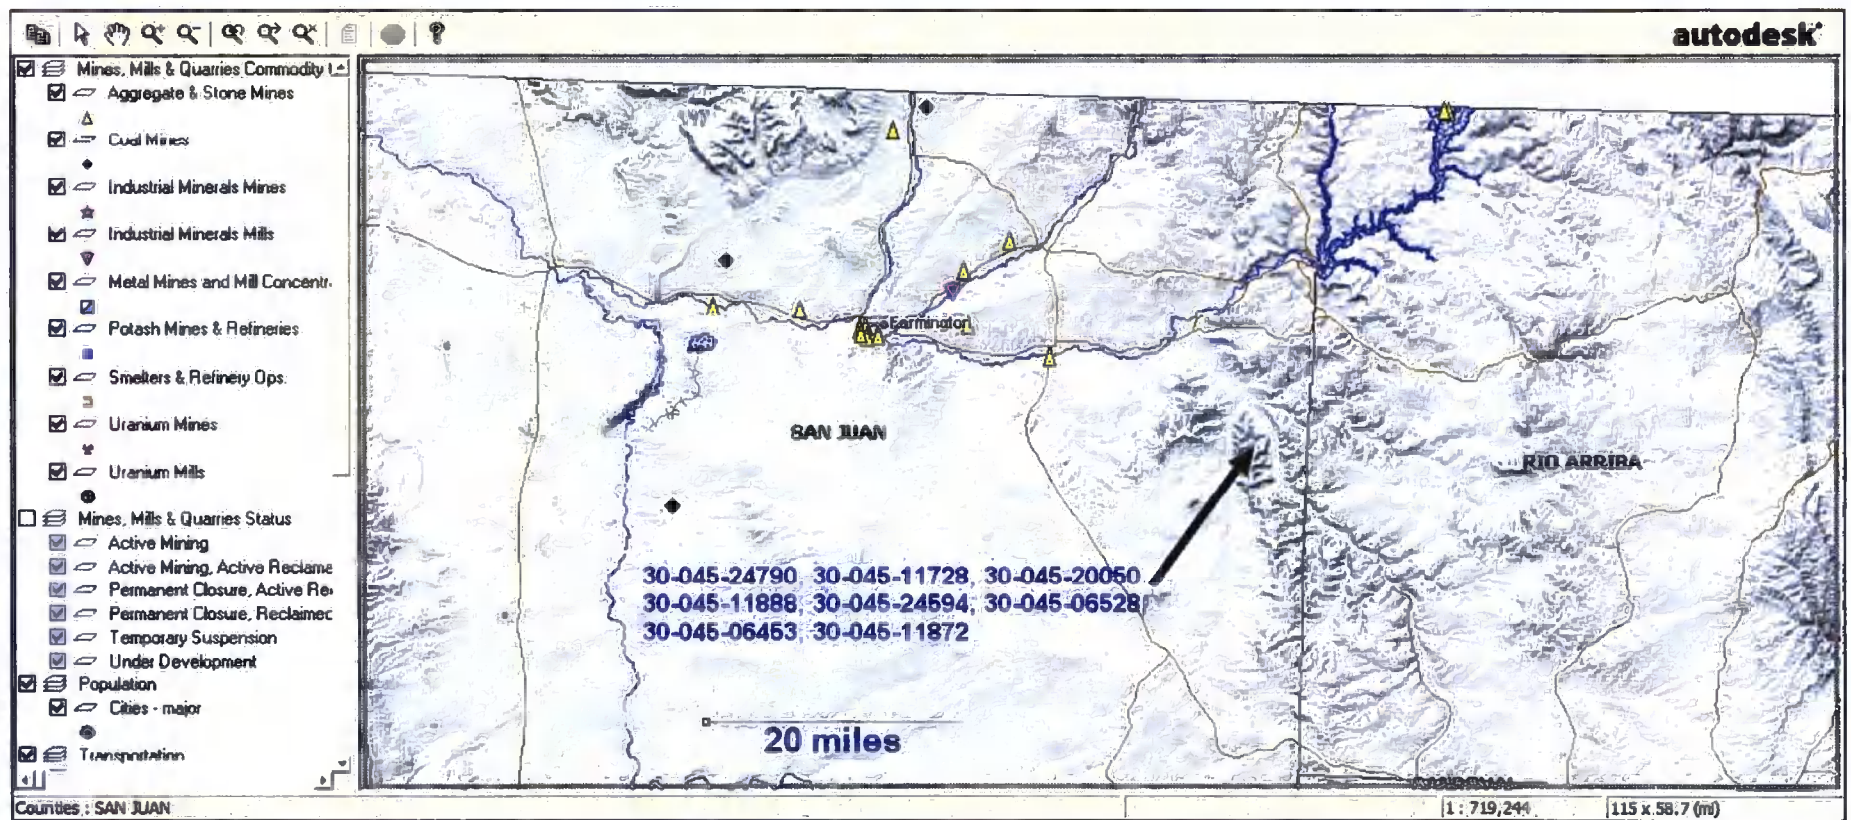 autodesk
Mines, Mills & Quarries Commodity
Aggregate & Stone Mines
Coal Mines
Industrial Minerals Mines
Industrial Minerals Mills
Metal Mines and Mill Concentr
Potash Mines & Refineries
Smelters & Refinery Ops.
Uranium Mines
Uranium Mills
Mines, Mills & Quarries Status
Active Mining
Active Mining, Active Reclame
Permanent Closure, Active Re
Permanent Closure, Reclaimed
Temporary Suspension
Under Development
Population
Cities - major
Transportation
Farmington
SAN JUAN
RIO ARRIBA
30-045-24790, 30-045-11728, 30-045-20050
30-045-11888, 30-045-24594, 30-045-06528
30-045-06453, 30-045-11872
20 miles
SANDOVAL
Counties : SAN JUAN
1 : 719,244
115 x 58.7 (mi)